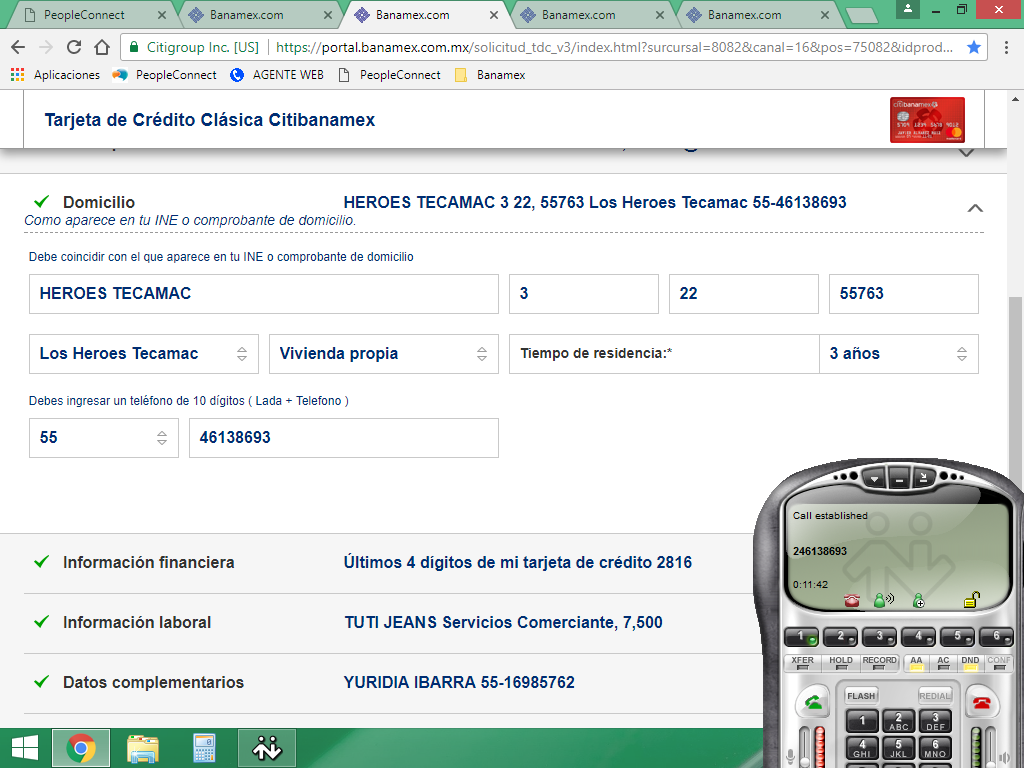 PeopleConnect
Banamex.com
Banamex.com
Banamex.com
Banamex.com
Citigroup Inc. [US]
https://portal.banamex.com.mx/solicitud_tdc_v3/index.html?sursursal=8082&canal=16&pos=75082&idprod...
Aplicaciones
PeopleConnect
AGENTE WEB
PeopleConnect
Banamex
Tarjeta de Crédito Clásica Citibanamex
citibanamex
Domicilio
HEROES TECAMAC 3 22, 55763 Los Heroes Tecamac 55-46138693
Como aparece en tu INE o comprobante de domicilio.
Debe coincidir con el que aparece en tu INE o comprobante de domicilio
HEROES TECAMAC
3
22
55763
Los Heroes Tecamac
Vivienda propia
Tiempo de residencia:*
3 años
Debes ingresar un teléfono de 10 dígitos ( Lada + Telefono )
55
46138693
Información financiera
Últimos 4 dígitos de mi tarjeta de crédito 2816
Información laboral
TUTI JEANS Servicios Comerciante, 7,500
Datos complementarios
YURIDIA IBARRA 55-16985762
Call established
246138693
0:11:42
1 2 3 4 5 6
XFER HOLD RECORD AA AC DND CONF
FLASH
REDIAL
1 2 ABC 3 DEF
4 GHI 5 JKL 6 MNO